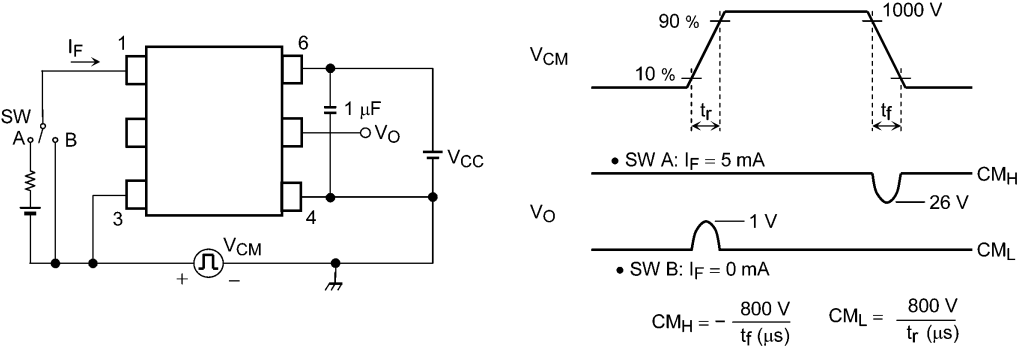 I_F
1
6
SW
A
B
1 μF
V_O
V_CC
3
4
V_CM
+
−
V_CM
90 %
10 %
1000 V
t_r
t_f
• SW A: I_F = 5 mA
CM_H
26 V
V_O
1 V
CM_L
• SW B: I_F = 0 mA
CM_H = − 800 V / t_f (μs)
CM_L = 800 V / t_r (μs)